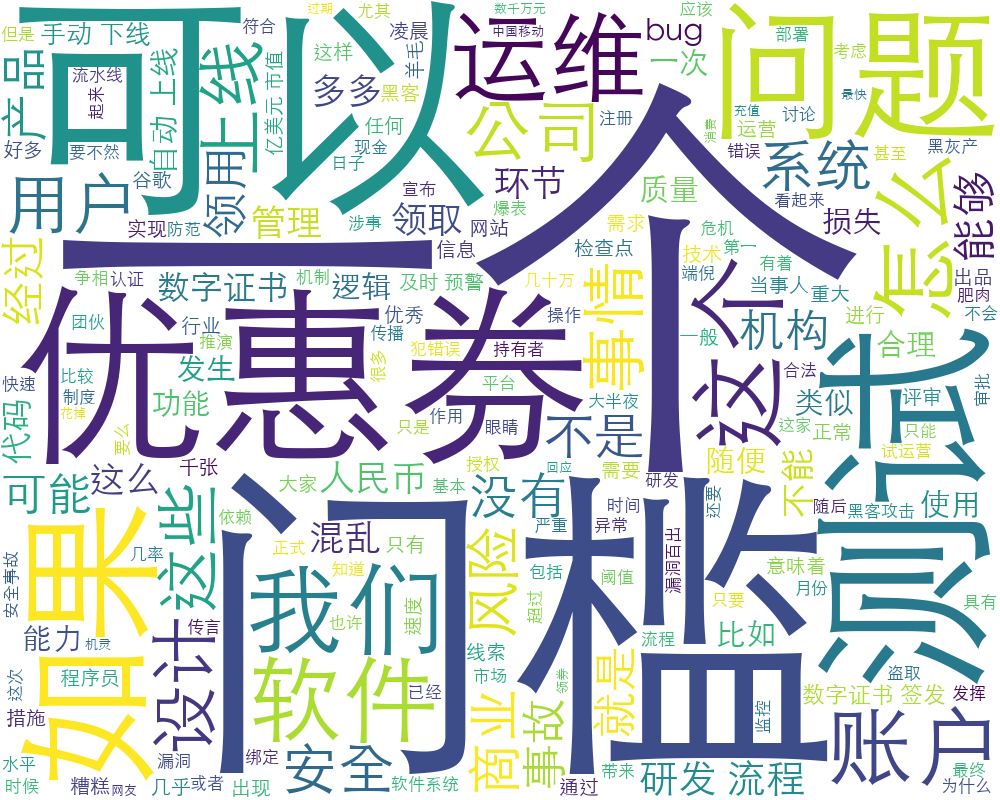 可以
一个
优惠券
门槛
测试
如果
问题
运维
我们
软件
这个
怎么
上线
用户
公司
系统
账户
设计
这些
事情
风险
商业
安全
没有
不是
机构
产品
经过
领用
可能
就是
事故
能够
研发 流程
不能
管理
领取
环节
数字证书
逻辑
功能
发生
多多
bug
一次
手动 下线
自动 上线
但是
符合
过期
尤其
数千万元
应该
中国移动
部署
考虑
流水线
起来
好多
要不然
谷歌
亿美元 市值
这样
凌晨
羊毛
黑客
任何
现金
日子
注册
运营
充值
讨论
最快
消费
错误
甚至
黑灰产
看起来
质量
损失
实现
防范
涉事
宣布
爆表
网站
信息
需求
危机
检查点
技术
第一
端倪
有着
当事人
重大
出品
肥肉
不会
争相
认证
机制
及时 预警
几十万
操作
团伙
行业
推演
优秀
传播
犯错误
很多
持有者
一般
合法
进行
合理
快速
比较
制度
花掉
要么
代码
作用
只是
眼睛
平台
大半夜
这家
正常
类似
评审
只能
审批
试运营
这么
千张
大家
人民币
基本
授权
回应
需要
研发
随便
使用
随后
黑客攻击
混乱
依赖
只有
严重
异常
时间
还要
漏洞百出
几率
正式
知道
包括
阈值
只要
意味着
月份
具有
安全事故
能力
机灵
传言
也许
速度
超过
流程
比如
盗取
这次
程序员
线索
市场
领券
已经
数字证书 签发
发挥
措施
漏洞
绑定
监控
水平
时候
糟糕
网友
几乎
或者
出现
软件系统
通过
带来
最终
为什么